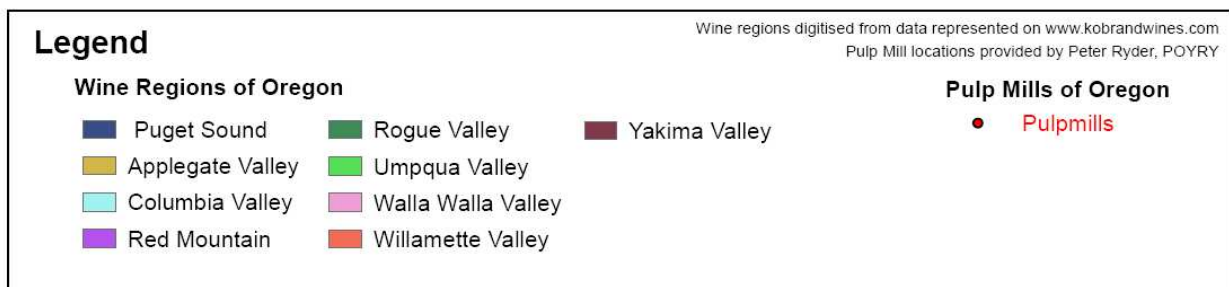 Legend
Wine regions digitised from data represented on www.kobrandwines.com
Pulp Mill locations provided by Peter Ryder, POYRY
Wine Regions of Oregon
Puget Sound
Applegate Valley
Columbia Valley
Red Mountain
Rogue Valley
Umpqua Valley
Walla Walla Valley
Willamette Valley
Yakima Valley
Pulp Mills of Oregon
Pulpmills